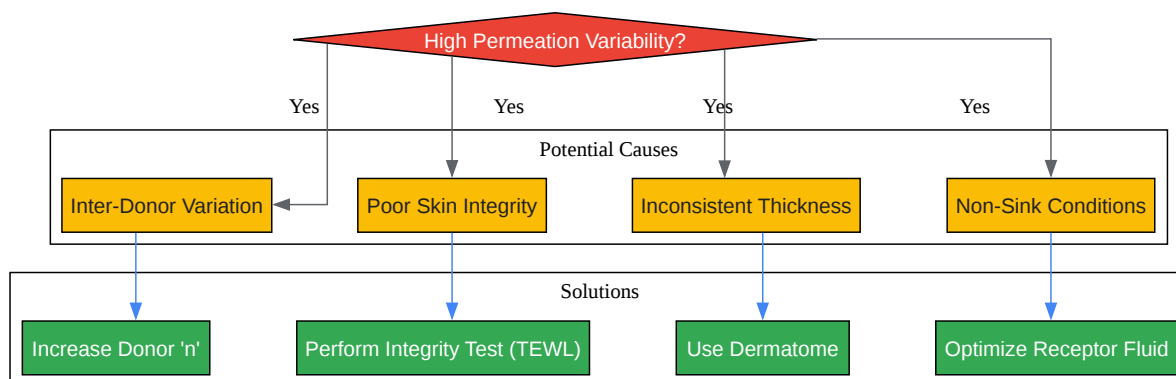 High Permeation Variability?
Yes
Yes
Yes
Yes
Potential Causes
Inter-Donor Variation
Poor Skin Integrity
Inconsistent Thickness
Non-Sink Conditions
Solutions
Increase Donor 'n'
Perform Integrity Test (TEWL)
Use Dermatome
Optimize Receptor Fluid